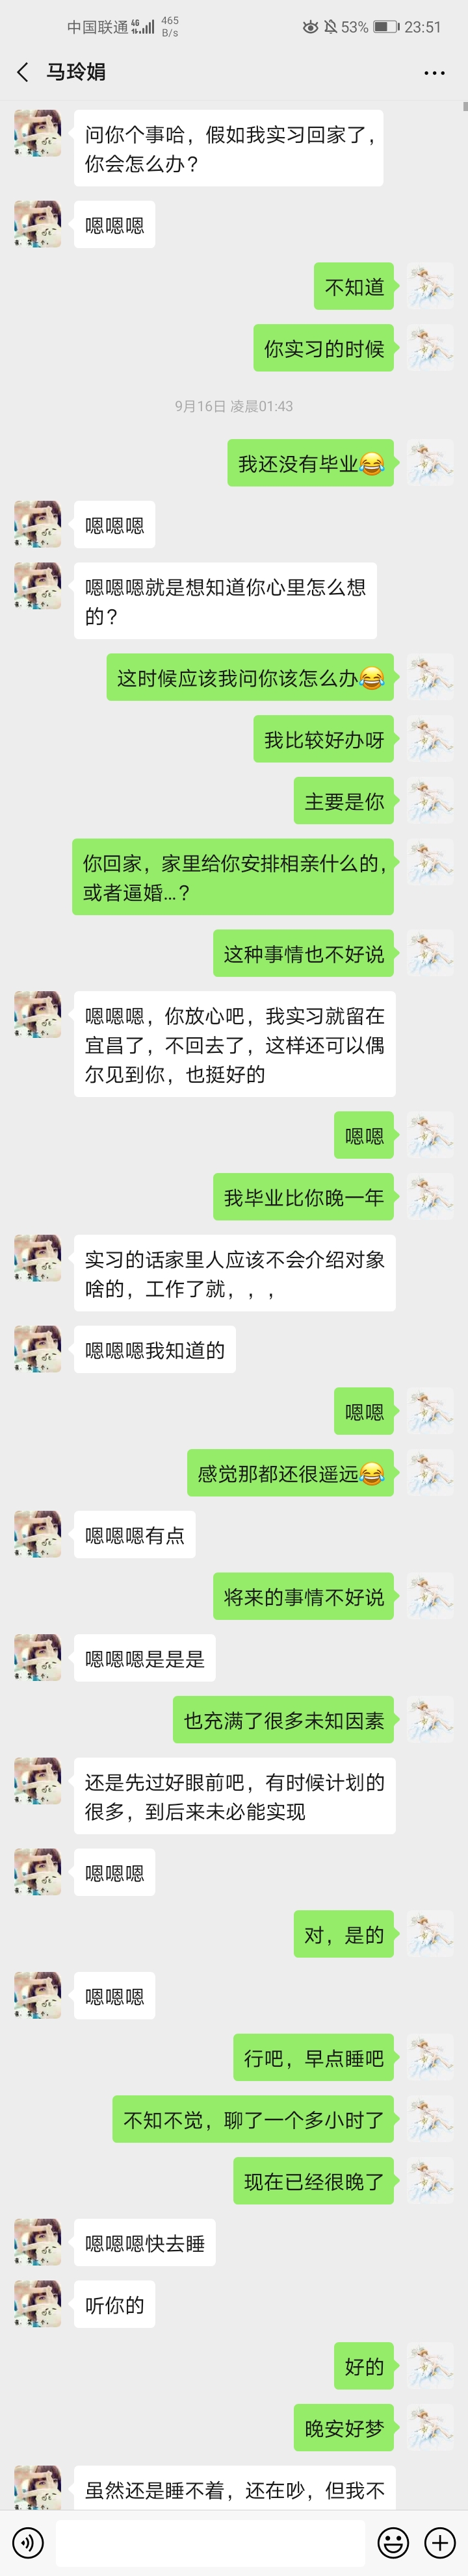 中国联通 4G 465 B/s 53% 23:51
马玲娟
问你个事哈，假如我实习回家了，
你会怎么办？
嗯嗯嗯
不知道
你实习的时候
9月16日 凌晨01:43
我还没有毕业😂
嗯嗯嗯
嗯嗯嗯就是想知道你心里怎么想
的？
这时候应该我问你该怎么办😂
我比较好办呀
主要是你
你回家，家里给你安排相亲什么的，
或者逼婚...？
这种事情也不好说
嗯嗯嗯，你放心吧，我实习就留在
宜昌了，不回去了，这样还可以偶
尔见到你，也挺好的
嗯嗯
我毕业比你晚一年
实习的话家里人应该不会介绍对象
啥的，工作了就，，，
嗯嗯嗯我知道的
嗯嗯
感觉那都还很遥远😂
嗯嗯嗯有点
将来的事情不好说
嗯嗯嗯是是是
也充满了很多未知因素
还是先过好眼前吧，有时候计划的
很多，到后来未必能实现
嗯嗯嗯
对，是的
嗯嗯嗯
行吧，早点睡吧
不知不觉，聊了一个多小时了
现在已经很晚了
嗯嗯嗯快去睡
听你的
好的
晚安好梦
虽然还是睡不着，还在吵，但我不